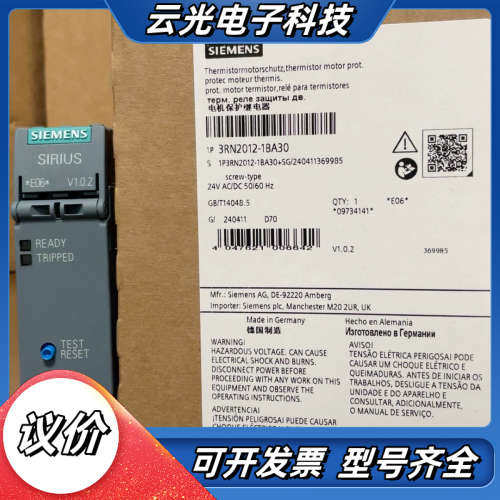 云光电子科技
SIEMENS
Thermistormotorschutz,thermistor motor prot.
protec moteur thermis.
prot. motor termistor,relé para termistores
терм. реле защиты дв.
电机保护继电器
1P 3RN2012-1BA30
S 1P3RN2012-1BA30+SG/240411369985
screw-type
24V AC/DC 50|60 Hz
GB/T14048.5
QTY: 1
*E06*
*09734141*
G/ 240411 D70
4 047621 006642
V1.0.2
369985
Mfr.: Siemens AG, DE-92220 Amberg
Importer: Siemens plc, Manchester M20 2UR, UK
Made in Germany
德国制造
Hecho en Alemania
Изготовлено в Германии
WARNING:
HAZARDOUS VOLTAGE. CAN CAUSE
ELECTRICAL SHOCK AND BURNS.
DISCONNECT POWER BEFORE
PROCEEDING WITH ANY WORK ON
THIS EQUIPMENT AND OBSERVE THE
OPERATING INSTRUCTIONS.
ADVERTENCIA!
¡TENSIÓN PELIGROSA! PUEDE
AVISO!
TENSÃO ELÉTRICA PERIGOSA! PODE
CAUSAR UM CHOQUE ELÉTRICO E
QUEIMADURAS. ANTES DE INICIAR OS
TRABALHOS, DESLIGUE A TENSÃO DA
UNIDADE E DO APARELHO E
CONSULTAR, ADICIONALMENTE,
O MANUAL DE SERVIÇO.
SIEMENS
SIRIUS
*E06* V1.0.2
READY
TRIPPED
TEST
RESET
议价
可开发票 型号齐全